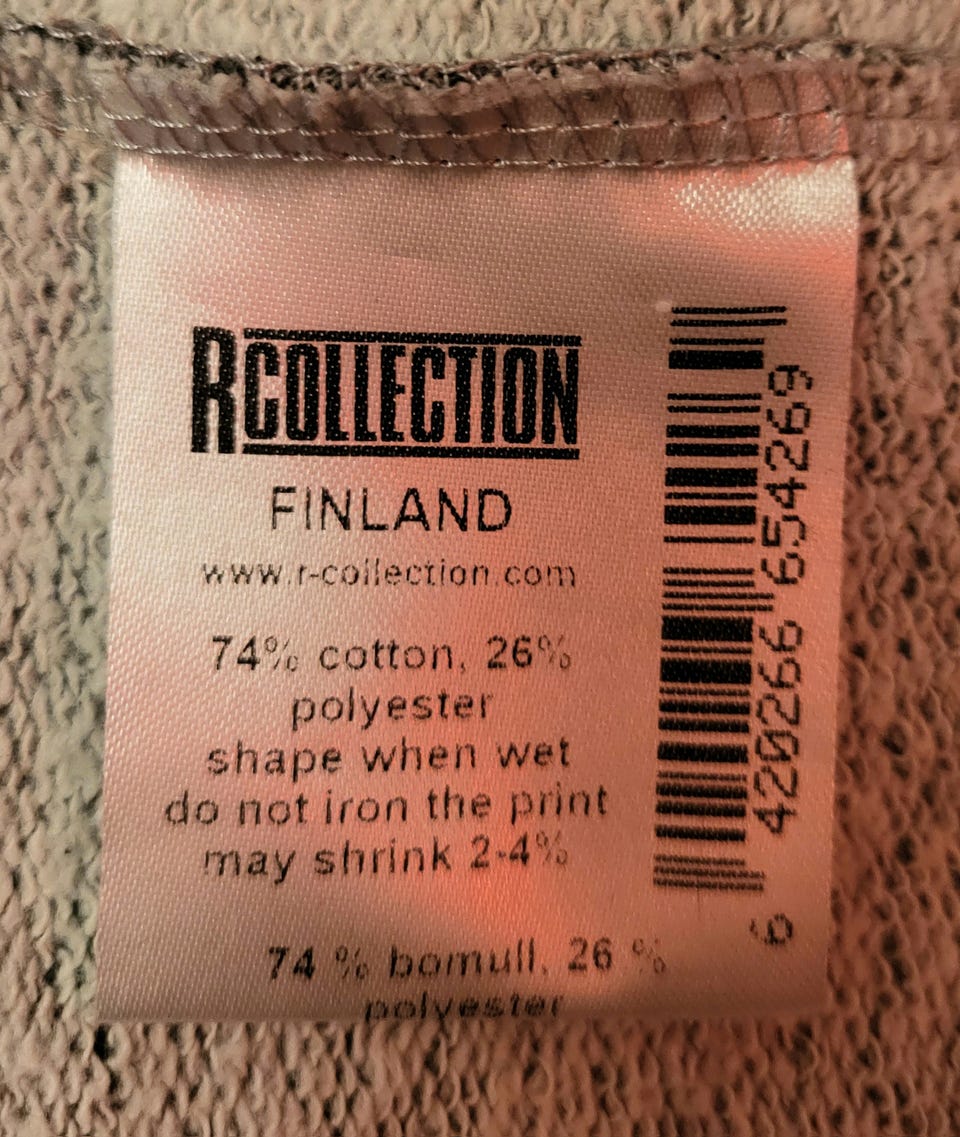 RCOLLECTION
FINLAND
www.r-collection.com
74% cotton, 26%
polyester
shape when wet
do not iron the print
may shrink 2-4%
74 % bomull, 26 %
polyester
6 420266 654269